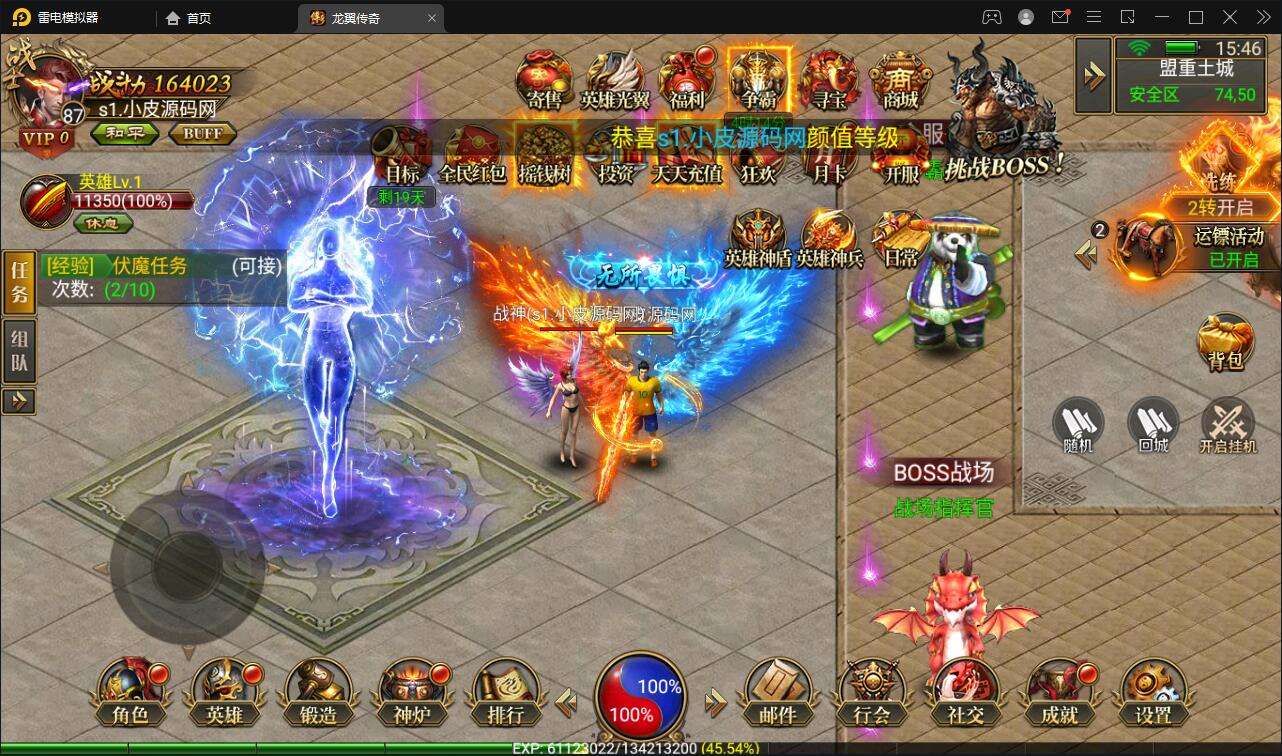 雷电模拟器
首页
龙翼传奇
战士
战斗力 164023
s1.小皮源码网
87
VIP 0
和平
BUFF
寄售
英雄光翼
福利
争霸
寻宝
商城
挑战BOSS！
15:46
盟重土城
安全区 74,50
恭喜s1.小皮源码网颜值等级
服
目标
全民红包
摇钱树
投资
天天充值
狂欢
月卡
开服
剩19天
洗练
2转开启
英雄Lv.1
11350(100%)
休息
英雄神盾
英雄神兵
日常
2
运镖活动
已开启
任务
[经验] 伏魔任务 (可接)
次数: (2/10)
组队
无所畏惧
背包
随机
回城
开启挂机
BOSS战场
战场指挥官
10
角色
英雄
锻造
神炉
排行
100%
100%
邮件
行会
社交
成就
设置
EXP: 61123022/134213200 (45.54%)